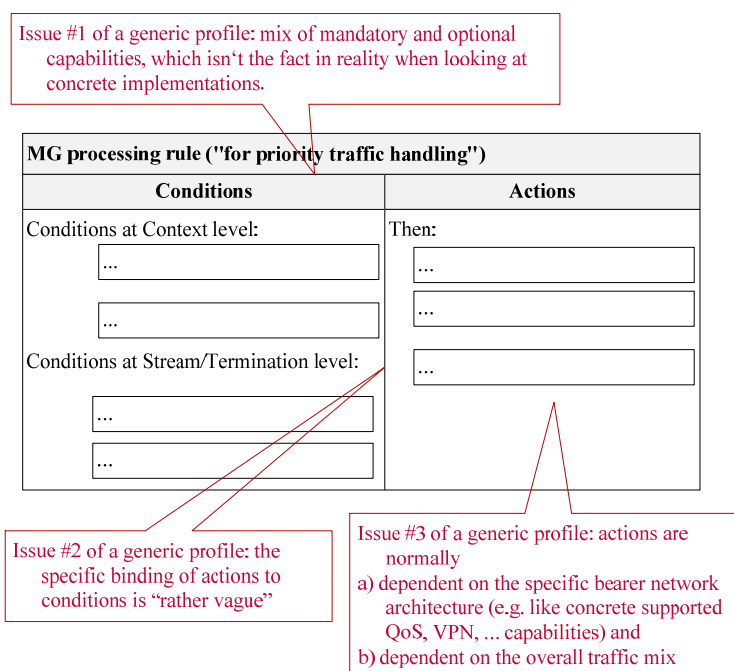 Issue #1 of a generic profile: mix of mandatory and optional
capabilities, which isn‘t the fact in reality when looking at
concrete implementations.
MG processing rule ("for priority traffic handling")
Conditions
Actions
Conditions at Context level:
...
...
Conditions at Stream/Termination level:
...
...
Then:
...
...
...
Issue #2 of a generic profile: the
specific binding of actions to
conditions is “rather vague”
Issue #3 of a generic profile: actions are
normally
a) dependent on the specific bearer network
architecture (e.g. like concrete supported
QoS, VPN, ... capabilities) and
b) dependent on the overall traffic mix